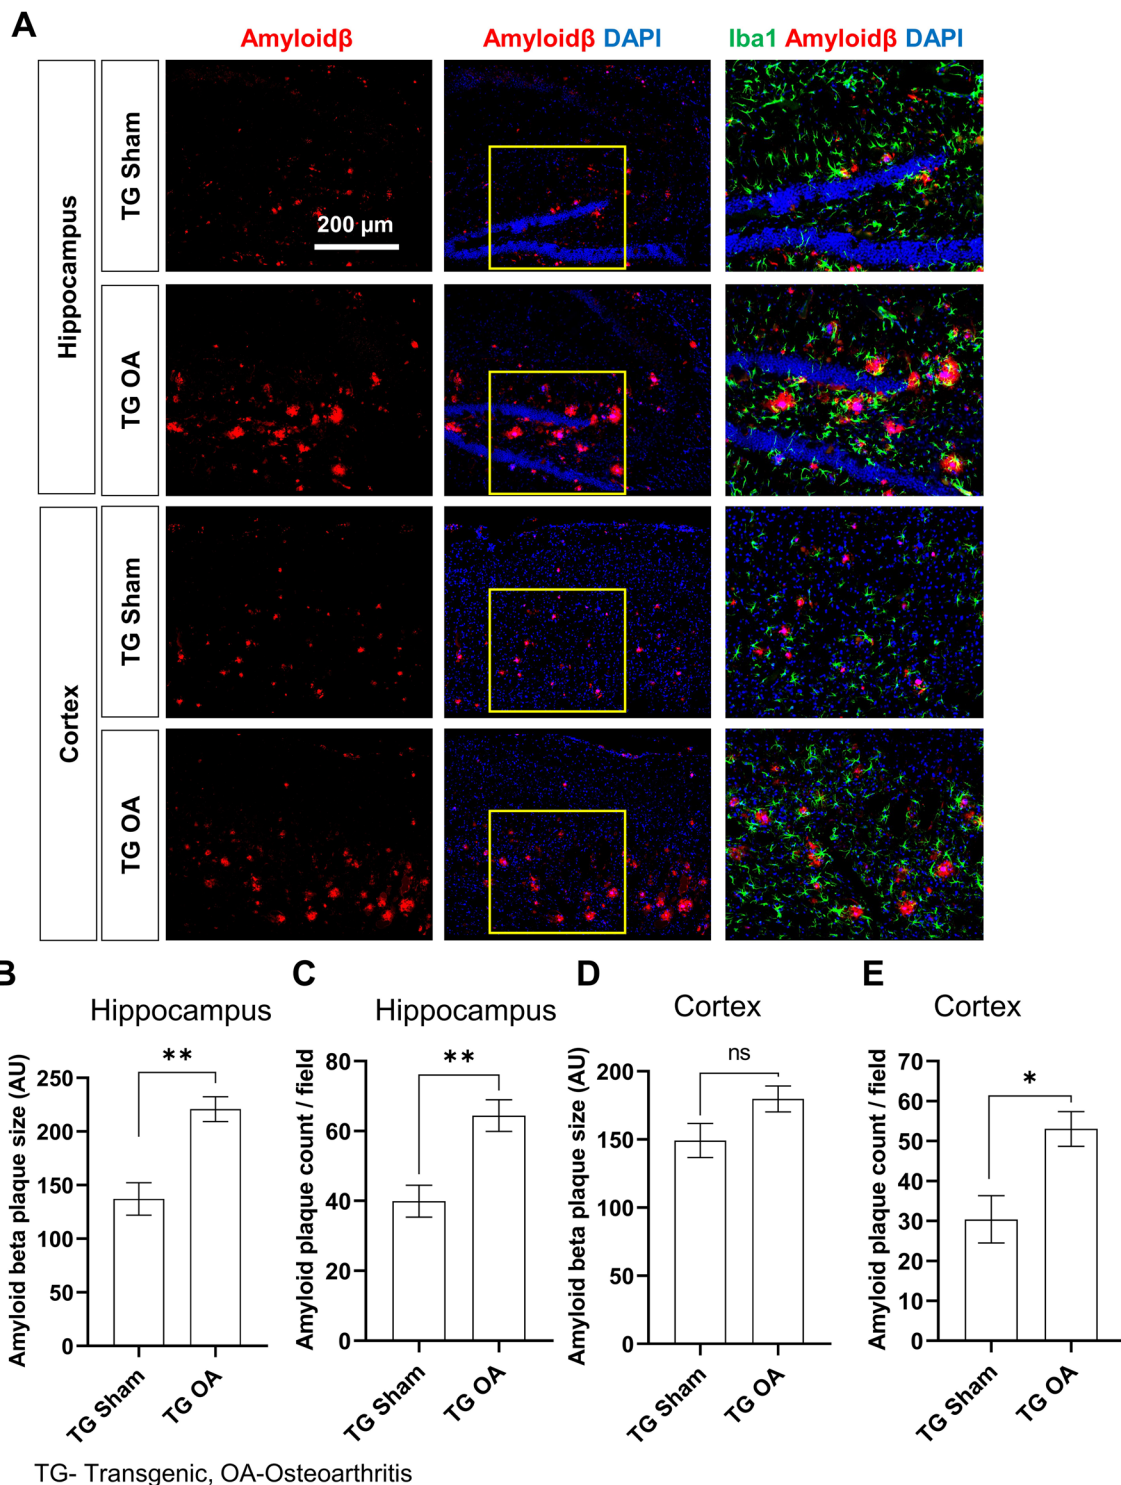 A
Amyloidβ
Amyloidβ DAPI
Iba1 Amyloidβ DAPI
Hippocampus
TG Sham
200 µm
TG OA
Cortex
TG Sham
TG OA
B
Hippocampus
Amyloid beta plaque size (AU)
250
200
150
100
50
0
**
TG Sham
TG OA
C
Hippocampus
Amyloid plaque count / field
80
60
40
20
0
**
TG Sham
TG OA
D
Cortex
Amyloid beta plaque size (AU)
200
150
100
50
0
ns
TG Sham
TG OA
E
Cortex
Amyloid plaque count / field
70
60
50
40
30
20
10
0
*
TG Sham
TG OA
TG- Transgenic, OA-Osteoarthritis